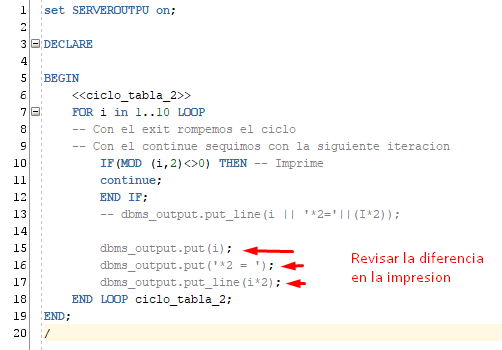 1 set SERVEROUTPU on;
2
3 DECLARE
4
5 BEGIN
6 <<ciclo_tabla_2>>
7 FOR i in 1..10 LOOP
8 -- Con el exit rompemos el ciclo
9 -- Con el continue sequimos con la siguiente iteracion
10 IF(MOD (i,2)<>0) THEN -- Imprime
11 continue;
12 END IF;
13 -- dbms_output.put_line(i || '*2='||(I*2));
14
15 dbms_output.put(i);
16 dbms_output.put('*2 = ');
17 dbms_output.put_line(i*2);
18 END LOOP ciclo_tabla_2;
19 END;
20 /
Revisar la diferencia
en la impresion